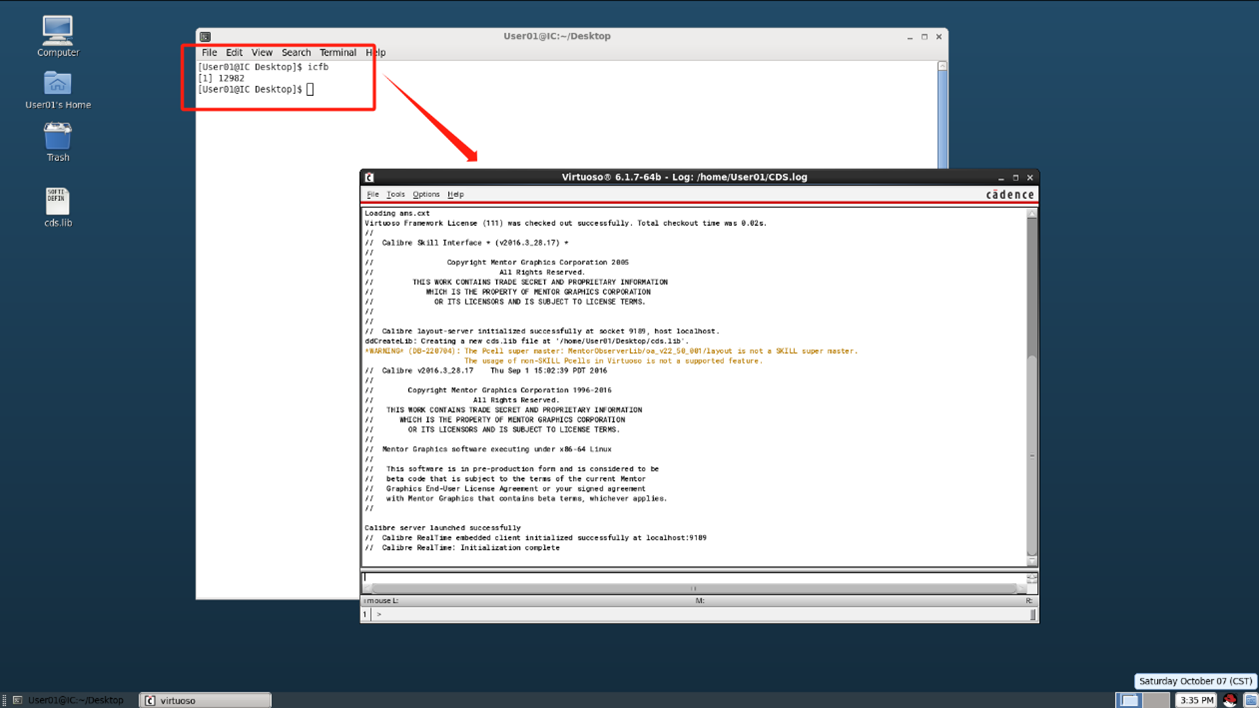 Computer
User01's Home
Trash
SOFTI
DEFIN
cds.lib
User01@IC:~/Desktop
File Edit View Search Terminal Help
[User01@IC Desktop]$ icfb
[1] 12982
[User01@IC Desktop]$
Virtuoso® 6.1.7-64b - Log: /home/User01/CDS.log
File Tools Options Help
cādence
Loading ams.cxt
Virtuoso Framework License (111) was checked out successfully. Total checkout time was 0.02s.
//
// Calibre Skill Interface * (v2016.3_28.17) *
//
// Copyright Mentor Graphics Corporation 2005
// All Rights Reserved.
// THIS WORK CONTAINS TRADE SECRET AND PROPRIETARY INFORMATION
// WHICH IS THE PROPERTY OF MENTOR GRAPHICS CORPORATION
// OR ITS LICENSORS AND IS SUBJECT TO LICENSE TERMS.
//
//
// Calibre layout-server initialized successfully at socket 9189, host localhost.
ddCreateLib: Creating a new cds.lib file at '/home/User01/Desktop/cds.lib'.
*WARNING* (DB-220704): The Pcell super master: MentorObserverLib/oa_v22_50_001/layout is not a SKILL super master.
The usage of non-SKILL Pcells in Virtuoso is not a supported feature.
// Calibre v2016.3_28.17 Thu Sep 1 15:02:39 PDT 2016
//
// Copyright Mentor Graphics Corporation 1996-2016
// All Rights Reserved.
// THIS WORK CONTAINS TRADE SECRET AND PROPRIETARY INFORMATION
// WHICH IS THE PROPERTY OF MENTOR GRAPHICS CORPORATION
// OR ITS LICENSORS AND IS SUBJECT TO LICENSE TERMS.
//
// Mentor Graphics software executing under x86-64 Linux
//
// This software is in pre-production form and is considered to be
// beta code that is subject to the terms of the current Mentor
// Graphics End-User License Agreement or your signed agreement
// with Mentor Graphics that contains beta terms, whichever applies.
//
Calibre server launched successfully
// Calibre RealTime embedded client initialized successfully at localhost:9189
// Calibre RealTime: Initialization complete
mouse L: M: R:
1 >
Saturday October 07 (CST)
User01@IC:~/Desktop
virtuoso
3:35 PM